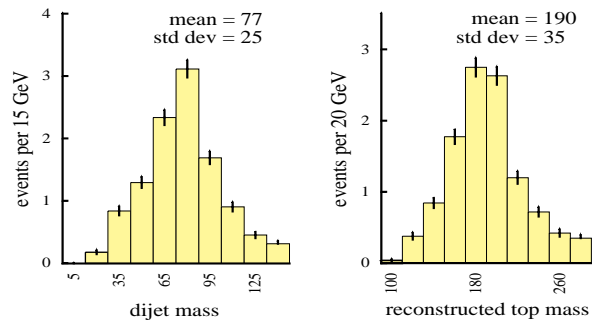 mean = 77
std dev = 25
events per 15 GeV
4
3
2
1
0
5
35
65
95
125
dijet mass
mean = 190
std dev = 35
events per 20 GeV
3
2
1
0
100
180
260
reconstructed top mass